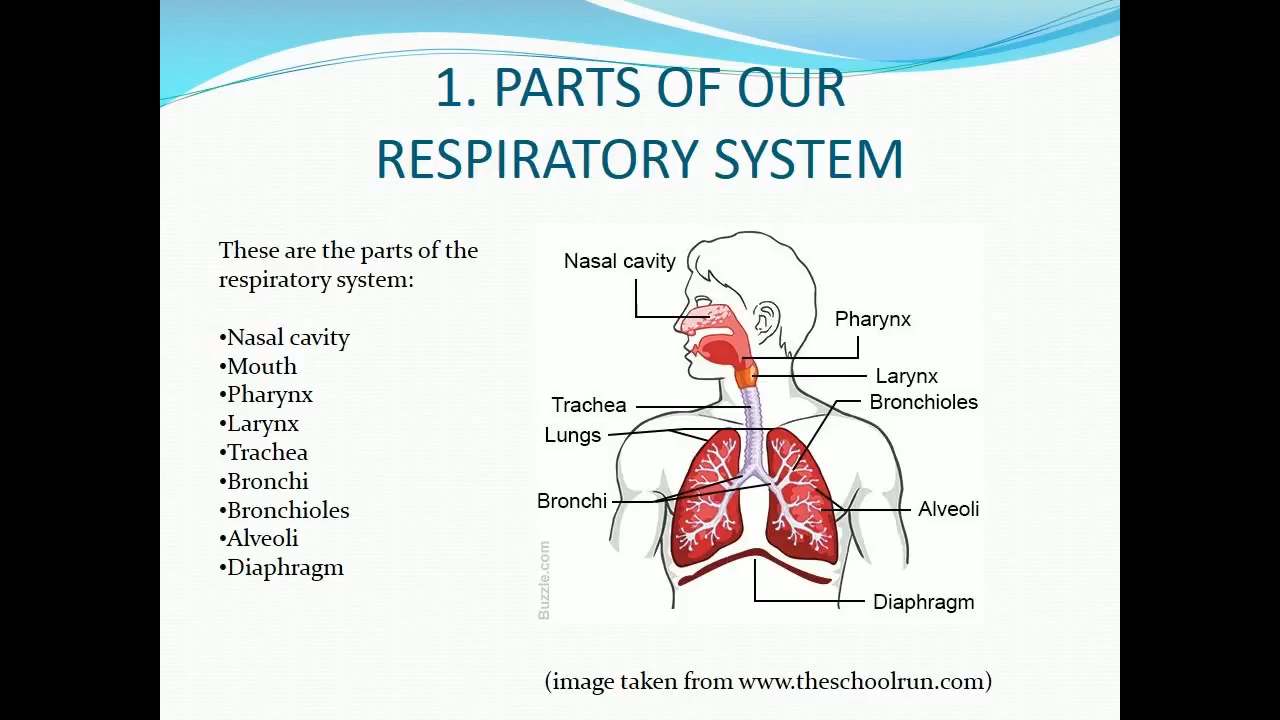 1. PARTS OF OUR
RESPIRATORY SYSTEM
These are the parts of the
respiratory system:
•Nasal cavity
•Mouth
•Pharynx
•Larynx
•Trachea
•Bronchi
•Bronchioles
•Alveoli
•Diaphragm
Nasal cavity
Pharynx
Larynx
Bronchioles
Trachea
Lungs
Bronchi
Alveoli
Diaphragm
Buzzle.com
(image taken from www.theschoolrun.com)